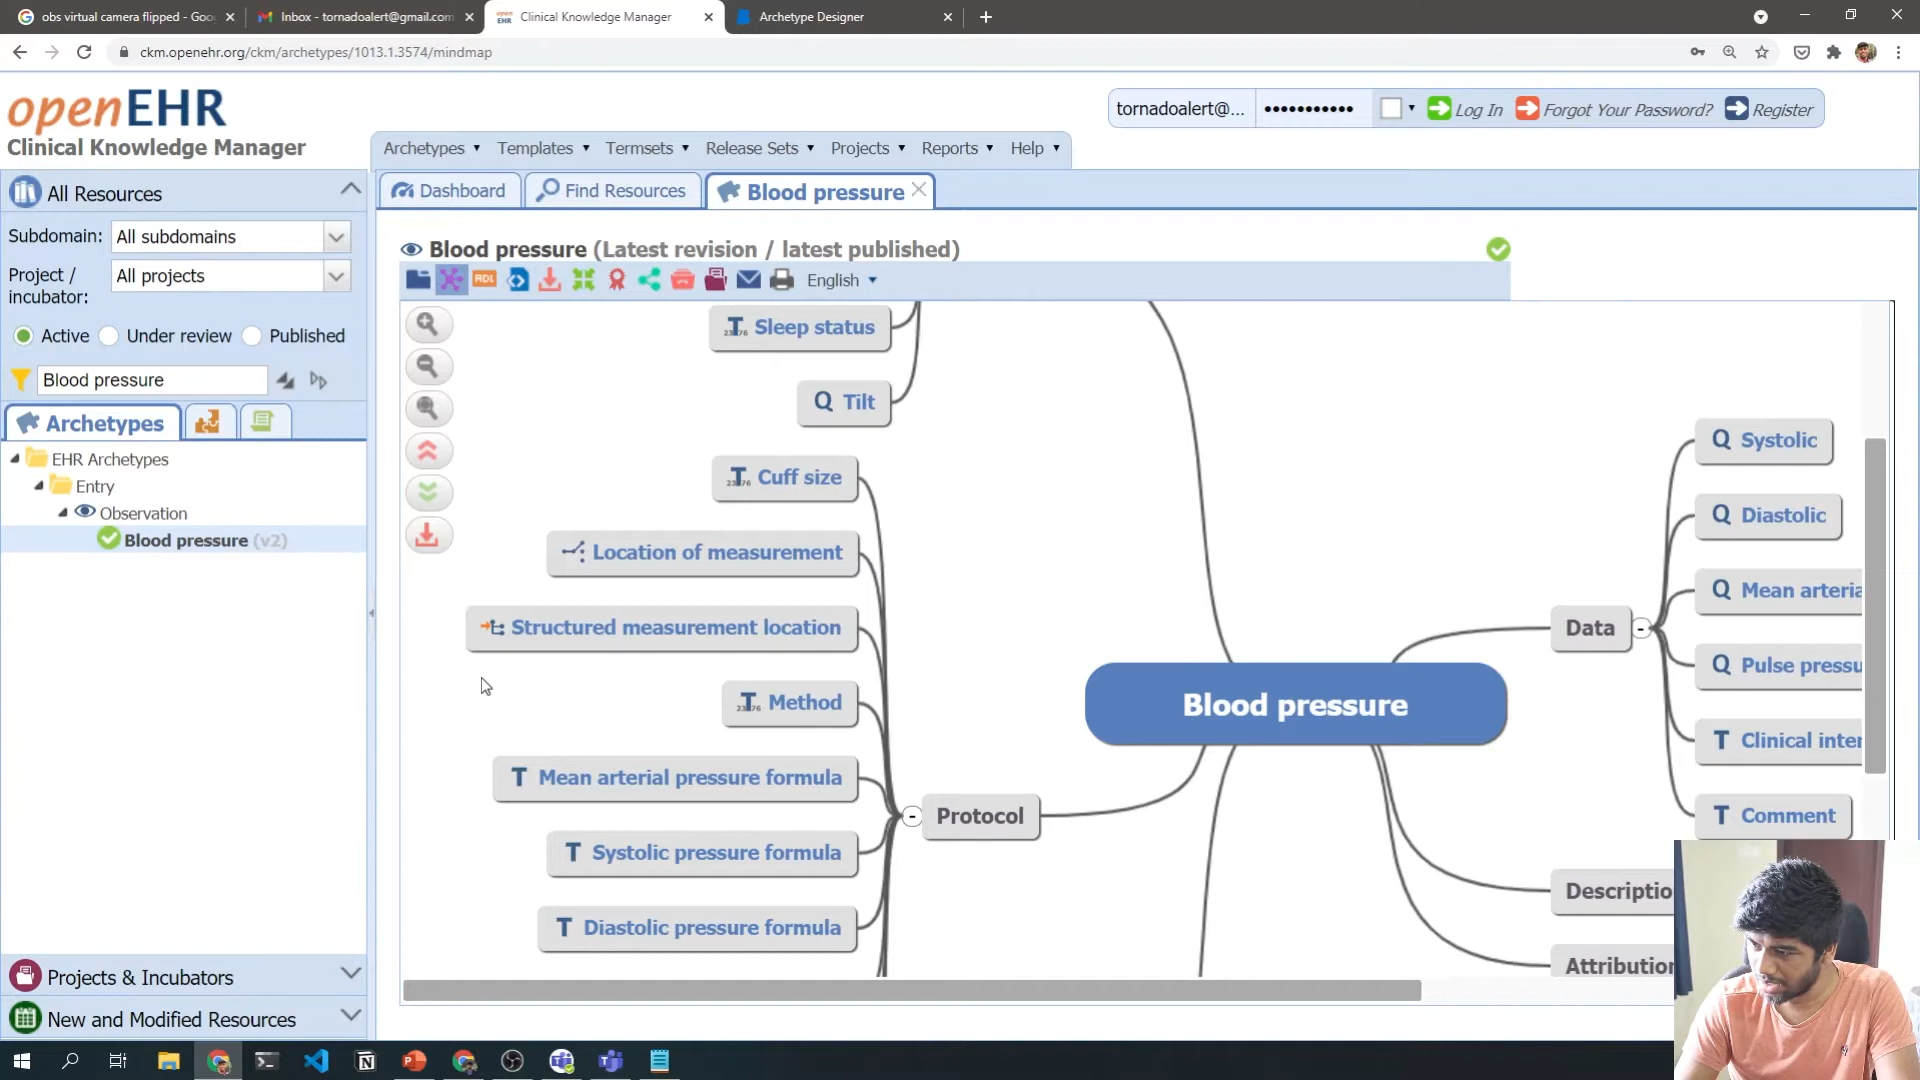 obs virtual camera flipped - Goo
Inbox - tornadoalert@gmail.com
Clinical Knowledge Manager
Archetype Designer
ckm.openehr.org/ckm/archetypes/1013.1.3574/mindmap
openEHR
Clinical Knowledge Manager
tornadoalert@...
Log In
Forgot Your Password?
Register
Archetypes
Templates
Termsets
Release Sets
Projects
Reports
Help
All Resources
Dashboard
Find Resources
Blood pressure
Subdomain:
All subdomains
Project /
incubator:
All projects
Active
Under review
Published
Blood pressure
Archetypes
EHR Archetypes
Entry
Observation
Blood pressure (v2)
Projects & Incubators
New and Modified Resources
Blood pressure (Latest revision / latest published)
ADL
English
Sleep status
Q Tilt
Cuff size
Location of measurement
Structured measurement location
Method
T Mean arterial pressure formula
T Systolic pressure formula
T Diastolic pressure formula
Protocol
Blood pressure
Data
Q Systolic
Q Diastolic
Q Mean arteria
Q Pulse pressu
T Clinical inter
T Comment
Descriptio
Attribution